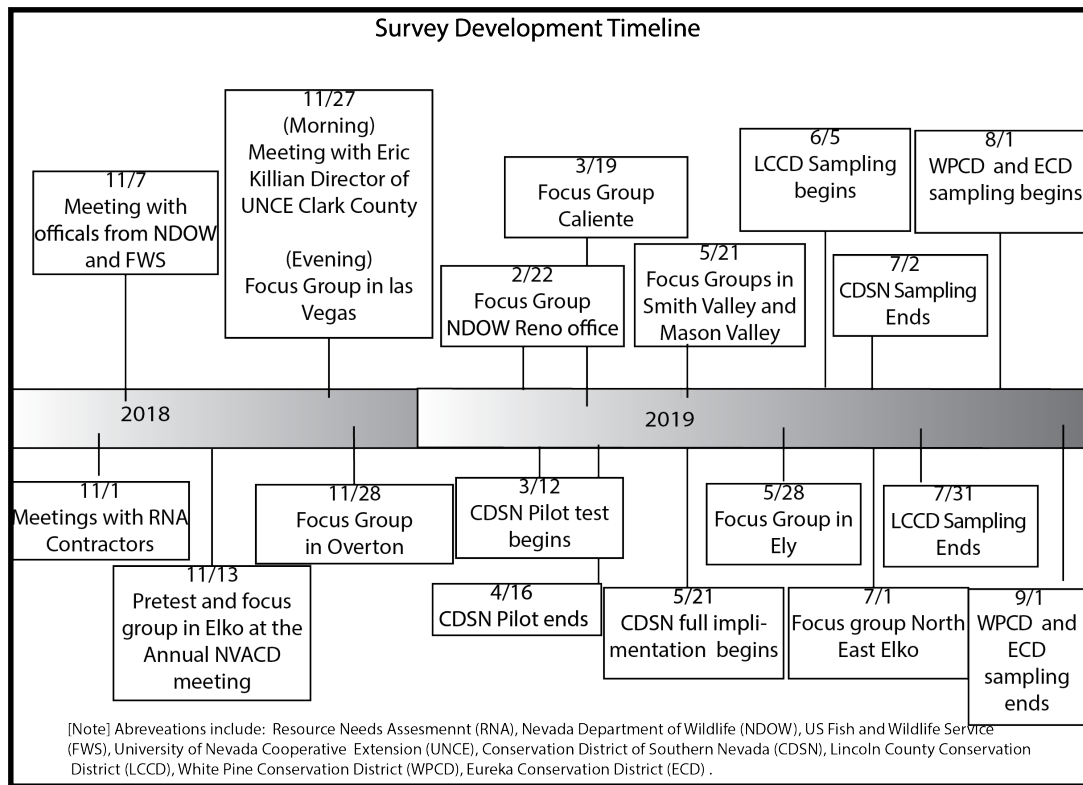 Survey Development Timeline
11/7
Meeting with
officals from NDOW
and FWS
11/27
(Morning)
Meeting with Eric
Killian Director of
UNCE Clark County
(Evening)
Focus Group in las
Vegas
2/22
Focus Group
NDOW Reno office
3/19
Focus Group
Caliente
5/21
Focus Groups in
Smith Valley and
Mason Valley
6/5
LCCD Sampling
begins
7/2
CDSN Sampling
Ends
8/1
WPCD and ECD
sampling begins
2018
2019
11/1
Meetings with RNA
Contractors
11/13
Pretest and focus
group in Elko at the
Annual NVACD
meeting
11/28
Focus Group
in Overton
3/12
CDSN Pilot test
begins
4/16
CDSN Pilot ends
5/21
CDSN full impli-
mentation begins
5/28
Focus Group in
Ely
7/1
Focus group North
East Elko
7/31
LCCD Sampling
Ends
9/1
WPCD and
ECD
sampling
ends
[Note] Abreveations include: Resource Needs Assesmennt (RNA), Nevada Department of Wildlife (NDOW), US Fish and Wildlife Service
(FWS), University of Nevada Cooperative Extension (UNCE), Conservation District of Southern Nevada (CDSN), Lincoln County Conservation
District (LCCD), White Pine Conservation District (WPCD), Eureka Conservation District (ECD) .